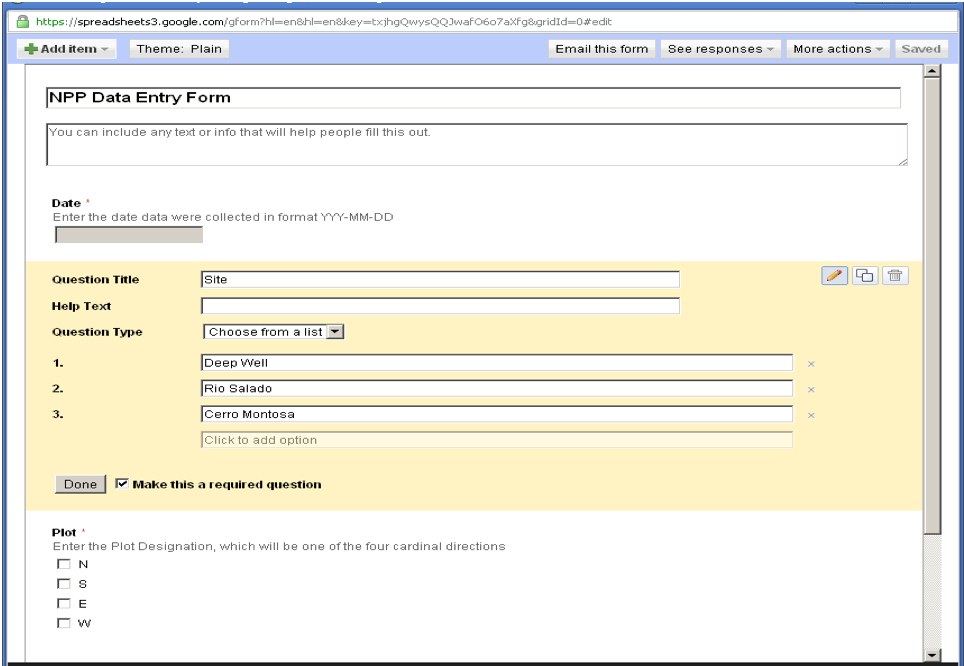 https://spreadsheets3.google.com/gform?hl=en&hl=en&key=txjhgQwysQQJwafO6o7aXfg&gridId=0#edit
Add item Theme: Plain Email this form See responses More actions Saved
NPP Data Entry Form
You can include any text or info that will help people fill this out.
Date *
Enter the date data were collected in format YYY-MM-DD
Question Title Site
Help Text
Question Type Choose from a list
1. Deep Well ×
2. Rio Salado ×
3. Cerro Montosa ×
Click to add option
Done Make this a required question
Plot *
Enter the Plot Designation, which will be one of the four cardinal directions
N
S
E
W